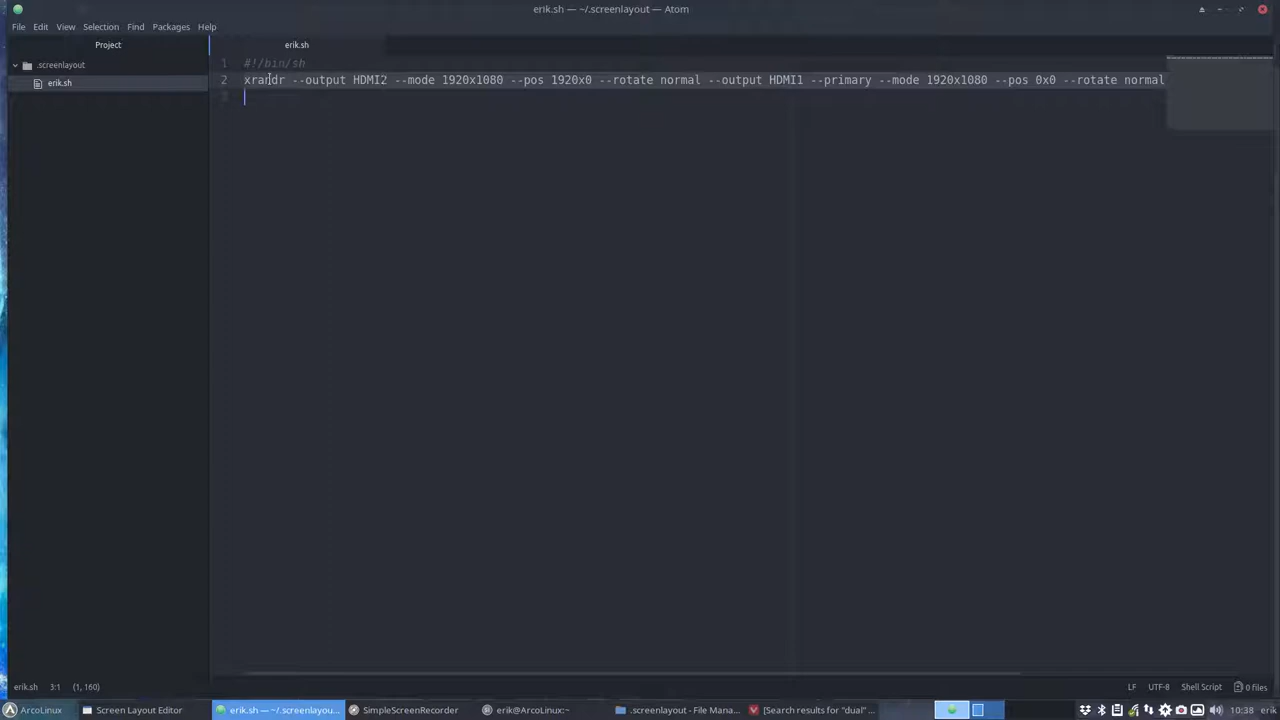 erik.sh — ~/.screenlayout — Atom
File Edit View Selection Find Packages Help
Project
erik.sh
.screenlayout
erik.sh
1 #!/bin/sh
2 xrandr --output HDMI2 --mode 1920x1080 --pos 1920x0 --rotate normal --output HDMI1 --primary --mode 1920x1080 --pos 0x0 --rotate normal
3
erik.sh 3:1 (1, 160)
LF UTF-8 Shell Script 0 files
ArcoLinux Screen Layout Editor erik.sh — ~/.screenlayou... SimpleScreenRecorder erik@ArcoLinux:~ .screenlayout - File Mana... [Search results for "dual" ... 10:38 erik